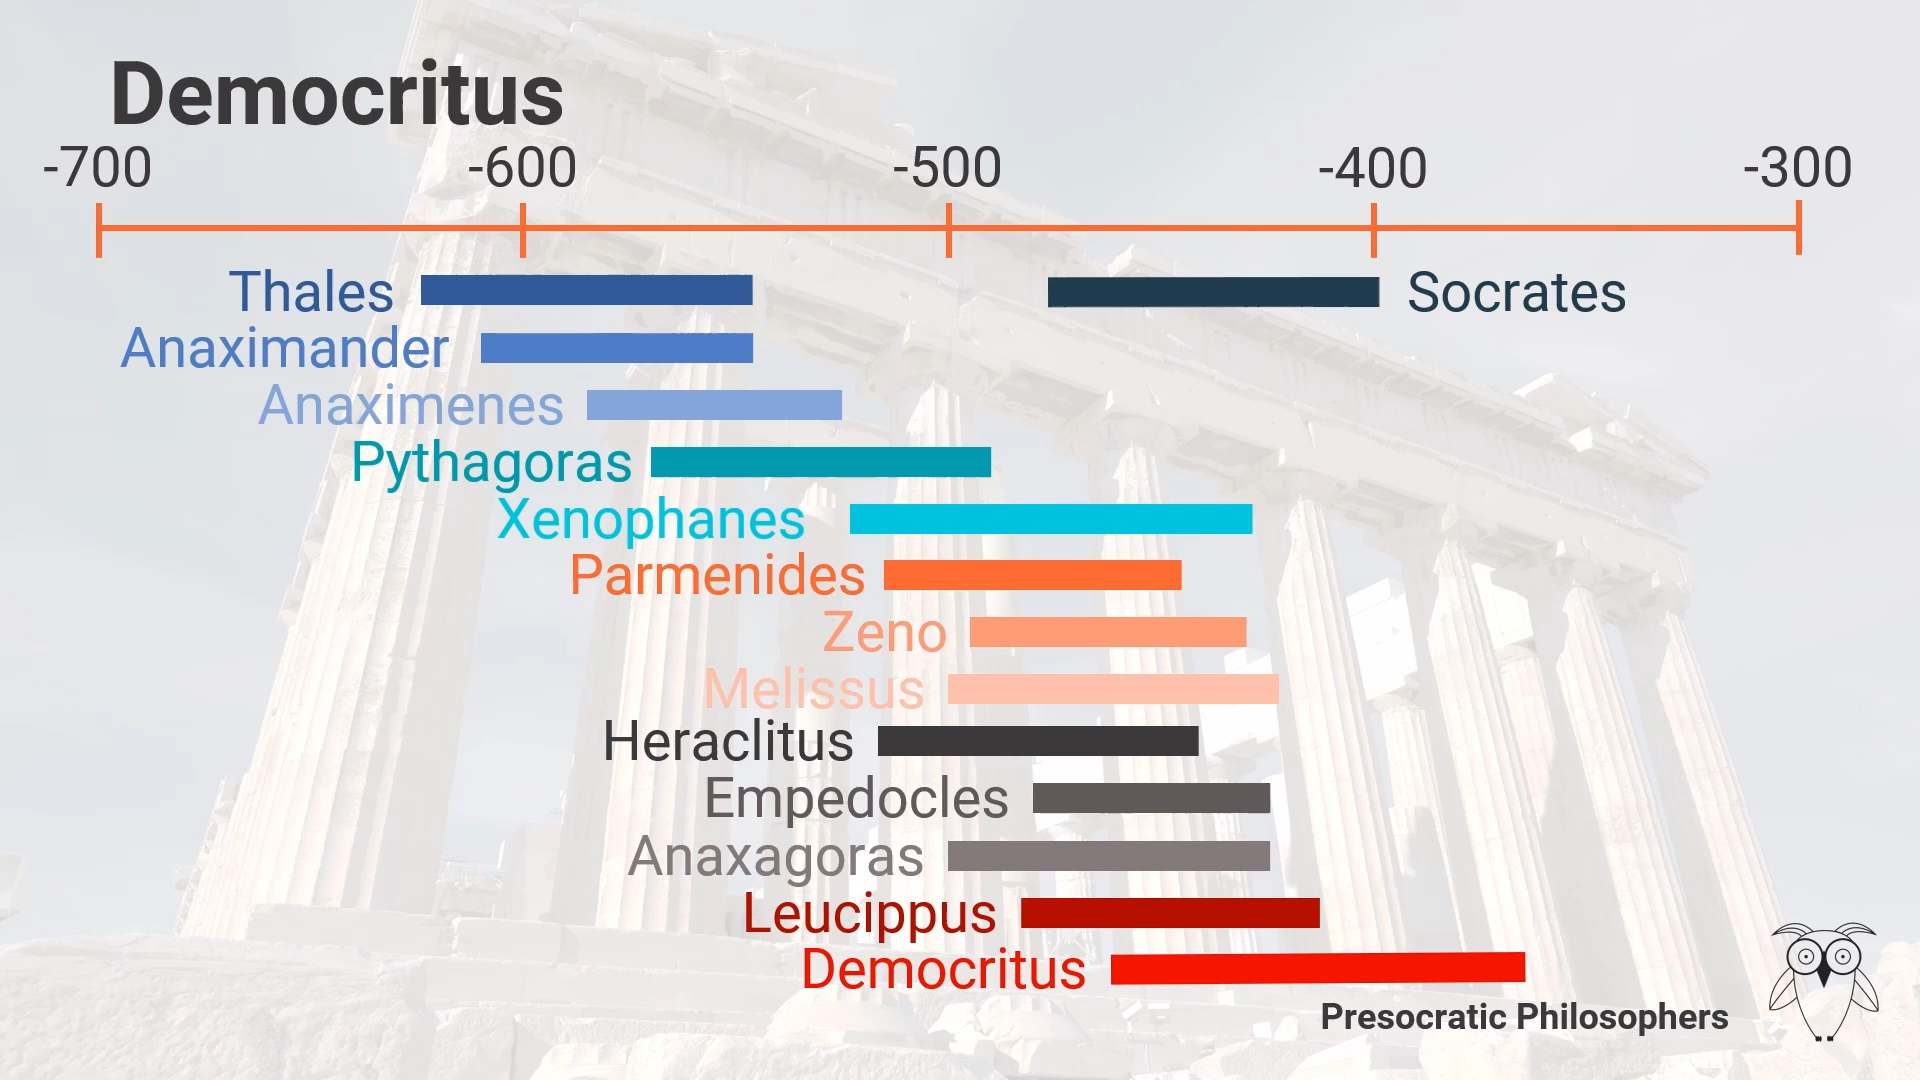 Democritus
-700 -600 -500 -400 -300
Thales Socrates
Anaximander
Anaximenes
Pythagoras
Xenophanes
Parmenides
Zeno
Melissus
Heraclitus
Empedocles
Anaxagoras
Leucippus
Democritus
Presocratic Philosophers